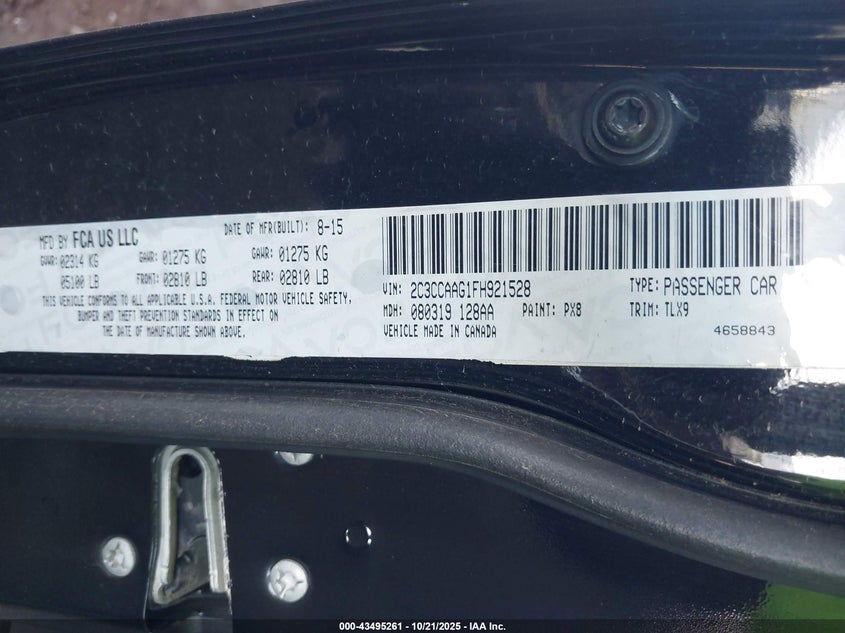 MFD BY FCA US LLC
DATE OF MFR(BUILT): 8-15
GVWR: 02314 KG GAWR: 01275 KG GAWR: 01275 KG
05100 LB FRONT: 02810 LB REAR: 02810 LB
THIS VEHICLE CONFORMS TO ALL APPLICABLE U.S.A. FEDERAL MOTOR VEHICLE SAFETY,
BUMPER AND THEFT PREVENTION STANDARDS IN EFFECT ON
THE DATE OF MANUFACTURE SHOWN ABOVE.
VIN: 2C3CCAAG1FH921528 TYPE: PASSENGER CAR
MDH: 080319 128AA PAINT: PX8 TRIM: TLX9
VEHICLE MADE IN CANADA
4658843
000-43495261 - 10/21/2025 - IAA Inc.